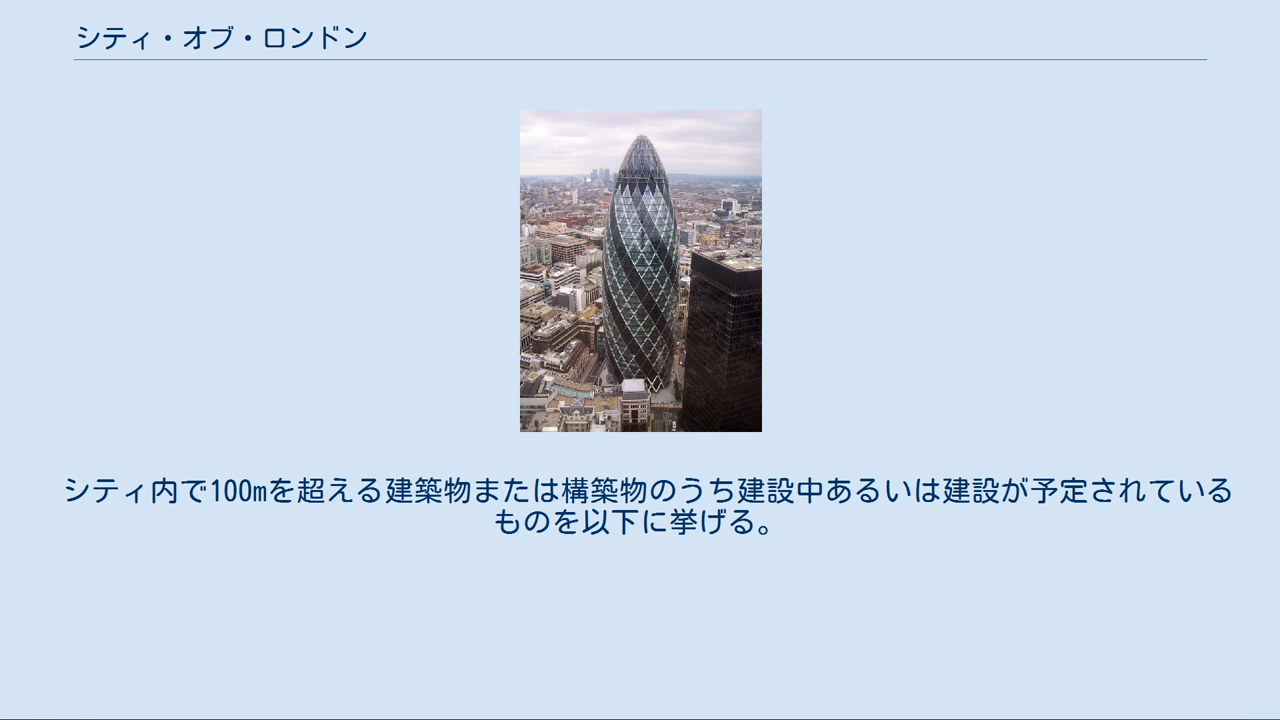 シティ・オブ・ロンドン
シティ内で100mを超える建築物または構築物のうち建設中あるいは建設が予定されている
ものを以下に挙げる。